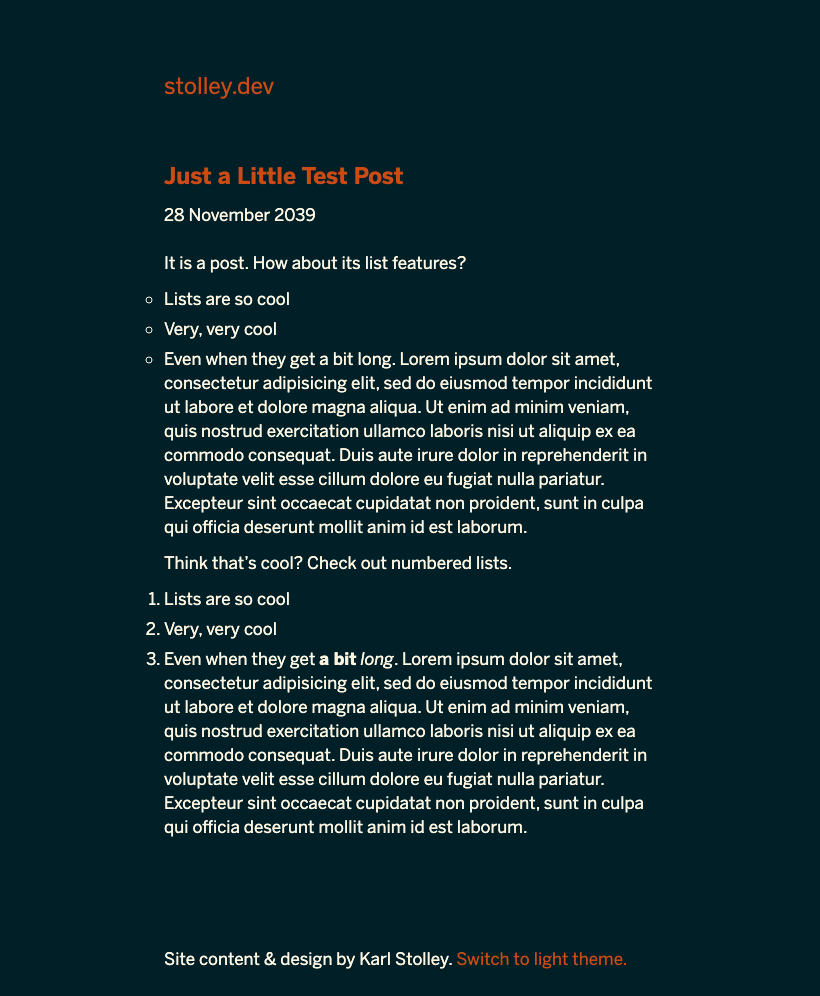 stolley.dev
Just a Little Test Post
28 November 2039
It is a post. How about its list features?
Lists are so cool
Very, very cool
Even when they get a bit long. Lorem ipsum dolor sit amet,
consectetur adipisicing elit, sed do eiusmod tempor incididunt
ut labore et dolore magna aliqua. Ut enim ad minim veniam,
quis nostrud exercitation ullamco laboris nisi ut aliquip ex ea
commodo consequat. Duis aute irure dolor in reprehenderit in
voluptate velit esse cillum dolore eu fugiat nulla pariatur.
Excepteur sint occaecat cupidatat non proident, sunt in culpa
qui officia deserunt mollit anim id est laborum.
Think that’s cool? Check out numbered lists.
1. Lists are so cool
2. Very, very cool
3. Even when they get a bit long. Lorem ipsum dolor sit amet,
consectetur adipisicing elit, sed do eiusmod tempor incididunt
ut labore et dolore magna aliqua. Ut enim ad minim veniam,
quis nostrud exercitation ullamco laboris nisi ut aliquip ex ea
commodo consequat. Duis aute irure dolor in reprehenderit in
voluptate velit esse cillum dolore eu fugiat nulla pariatur.
Excepteur sint occaecat cupidatat non proident, sunt in culpa
qui officia deserunt mollit anim id est laborum.
Site content & design by Karl Stolley. Switch to light theme.